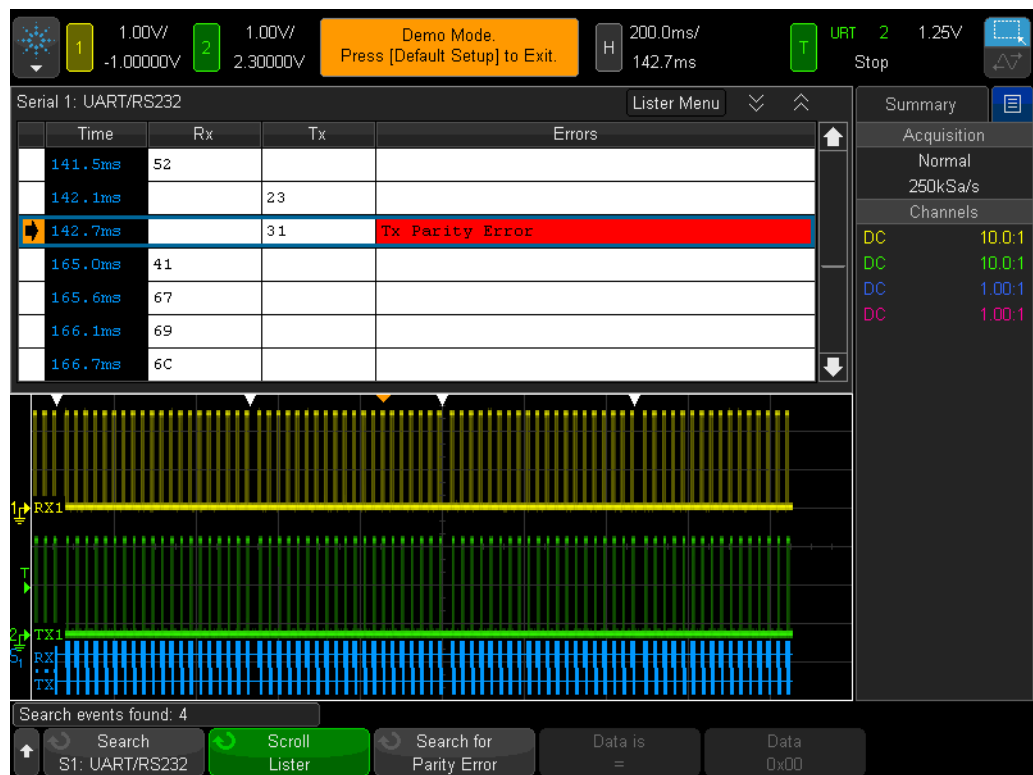 1 1.00V/ 2 1.00V/ Demo Mode. H 200.0ms/ T URT 2 1.25V
-1.00000V 2.30000V Press [Default Setup] to Exit. 142.7ms Stop
Serial 1: UART/RS232 Lister Menu Summary
Time Rx Tx Errors Acquisition
141.5ms 52 Normal
142.1ms 23 250kSa/s
Channels
142.7ms 31 Tx Parity Error DC 10.0:1
165.0ms 41 DC 10.0:1
165.6ms 67 DC 1.00:1
166.1ms 69 DC 1.00:1
166.7ms 6C
1 RX1
T
2 TX1
S1 RX
TX
Search events found: 4
Search Scroll Search for Data is Data
S1: UART/RS232 Lister Parity Error = 0x00